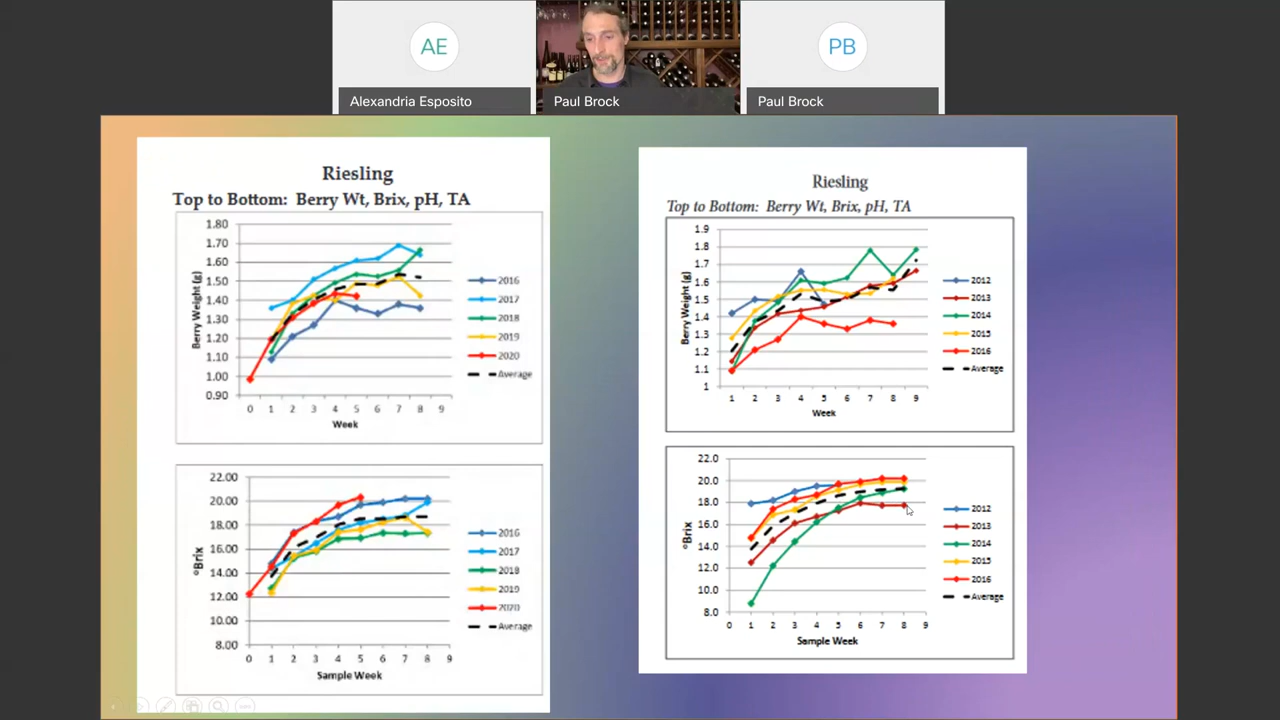 AE
Alexandria Esposito
Paul Brock
PB
Paul Brock
Riesling
Top to Bottom: Berry Wt, Brix, pH, TA
Berry Weight (g)
1.80
1.70
1.60
1.50
1.40
1.30
1.20
1.10
1.00
0.90
0 1 2 3 4 5 6 7 8 9
Week
2016
2017
2018
2019
2020
Average
°Brix
22.00
20.00
18.00
16.00
14.00
12.00
10.00
8.00
0 1 2 3 4 5 6 7 8 9
Sample Week
2016
2017
2018
2019
2020
Average
Riesling
Top to Bottom: Berry Wt, Brix, pH, TA
Berry Weight (g)
1.9
1.8
1.7
1.6
1.5
1.4
1.3
1.2
1.1
1
1 2 3 4 5 6 7 8 9
Week
2012
2013
2014
2015
2016
Average
°Brix
22.0
20.0
18.0
16.0
14.0
12.0
10.0
8.0
0 1 2 3 4 5 6 7 8 9
Sample Week
2012
2013
2014
2015
2016
Average